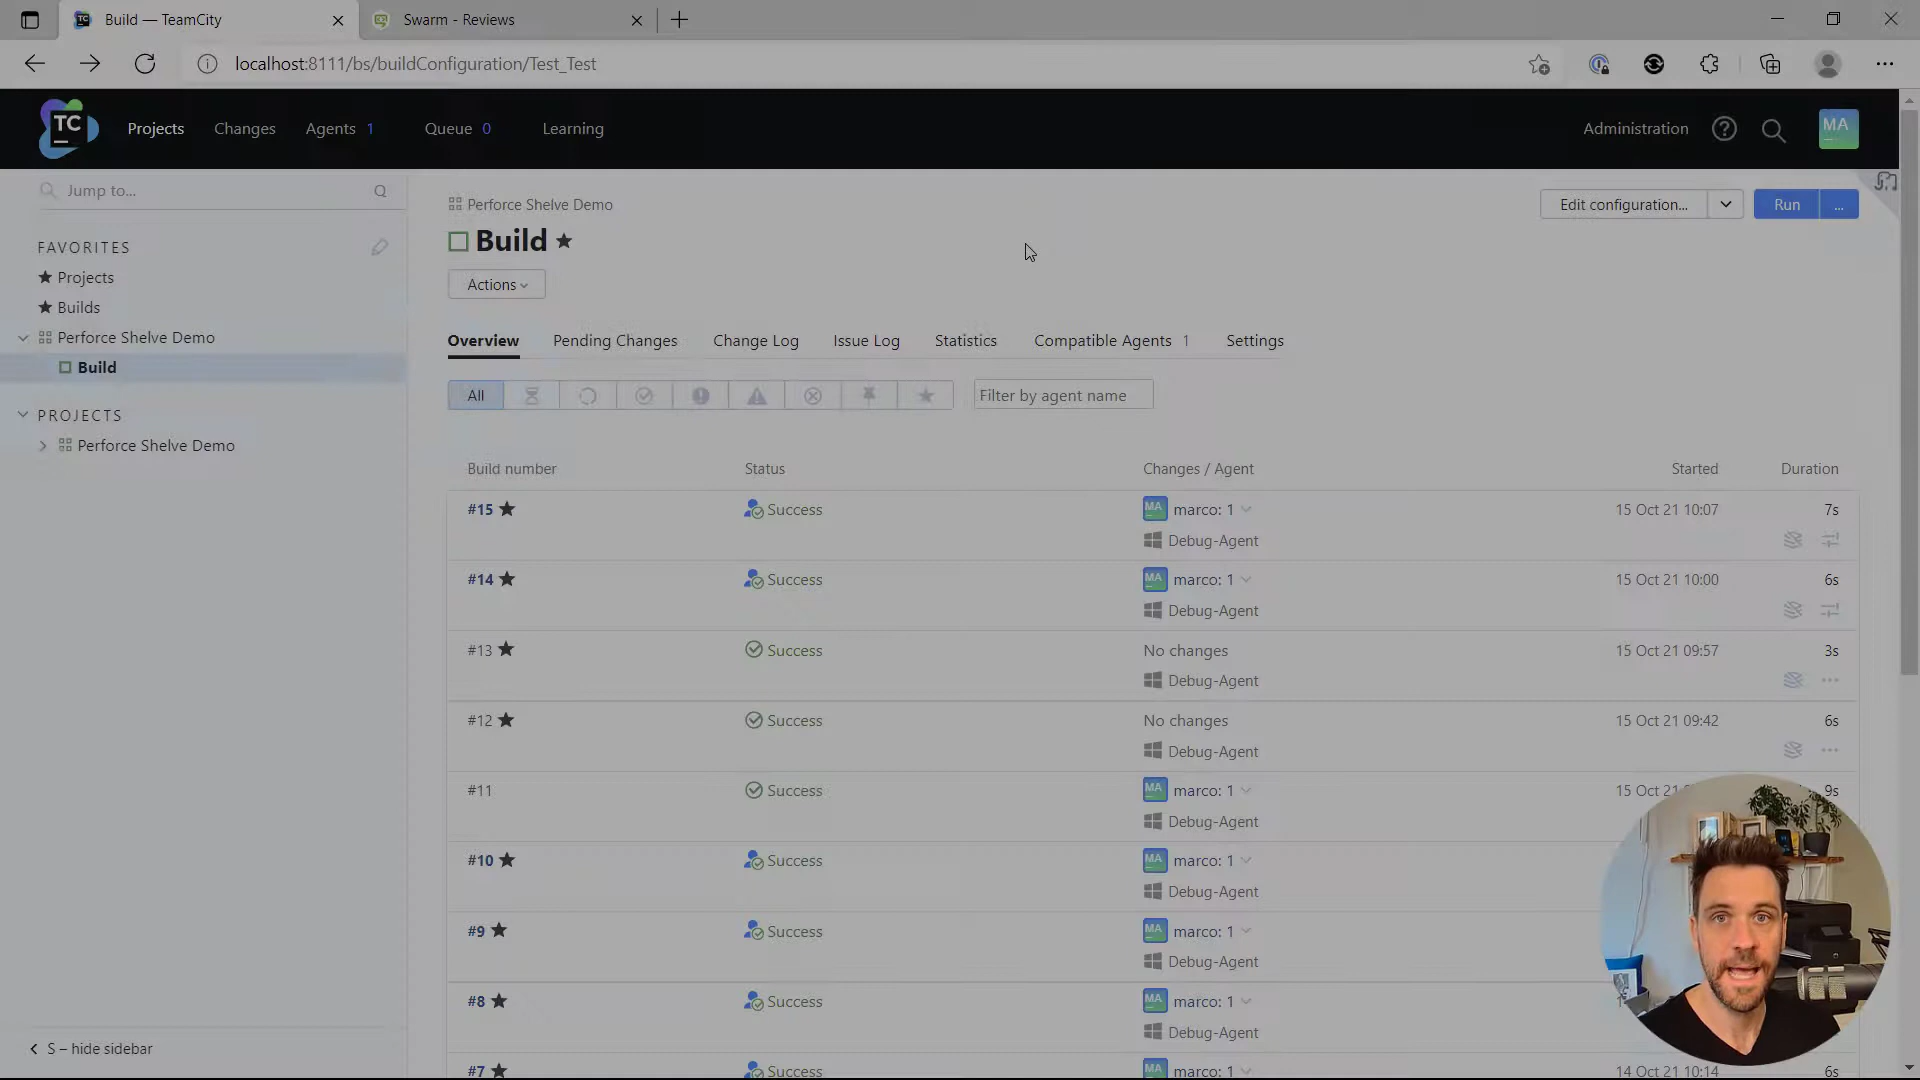 Build — TeamCity
Swarm - Reviews
localhost:8111/bs/buildConfiguration/Test_Test
TC
Projects
Changes
Agents 1
Queue 0
Learning
Administration
MA
Jump to...
Q
FAVORITES
Projects
Builds
Perforce Shelve Demo
Build
PROJECTS
Perforce Shelve Demo
S – hide sidebar
Perforce Shelve Demo
Build
Edit configuration...
Run
...
Actions
Overview
Pending Changes
Change Log
Issue Log
Statistics
Compatible Agents 1
Settings
All
Filter by agent name
Build number Status Changes / Agent Started Duration
#15 Success MA marco: 1 15 Oct 21 10:07 7s
Debug-Agent
#14 Success MA marco: 1 15 Oct 21 10:00 6s
Debug-Agent
#13 Success No changes 15 Oct 21 09:57 3s
Debug-Agent
#12 Success No changes 15 Oct 21 09:42 6s
Debug-Agent
#11 Success MA marco: 1 15 Oct 21 9s
Debug-Agent
#10 Success MA marco: 1
Debug-Agent
#9 Success MA marco: 1
Debug-Agent
#8 Success MA marco: 1
Debug-Agent
#7 Success MA marco: 1 14 Oct 21 10:14 6s